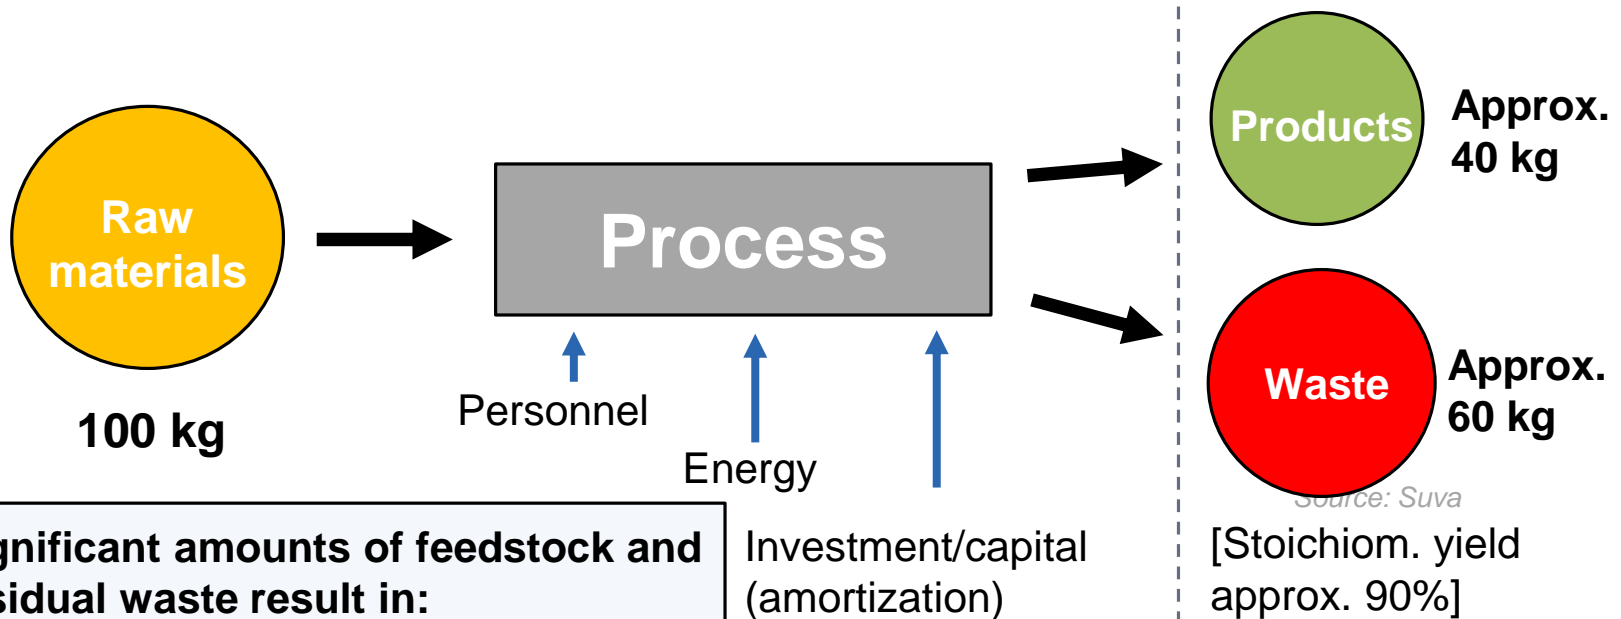 Raw
materials
100 kg
Process
Personnel
Energy
Investment/capital
(amortization)
Products
Approx.
40 kg
Waste
Approx.
60 kg
Source: Suva
[Stoichiom. yield
approx. 90%]
gnificant amounts of feedstock and
sidual waste result in: